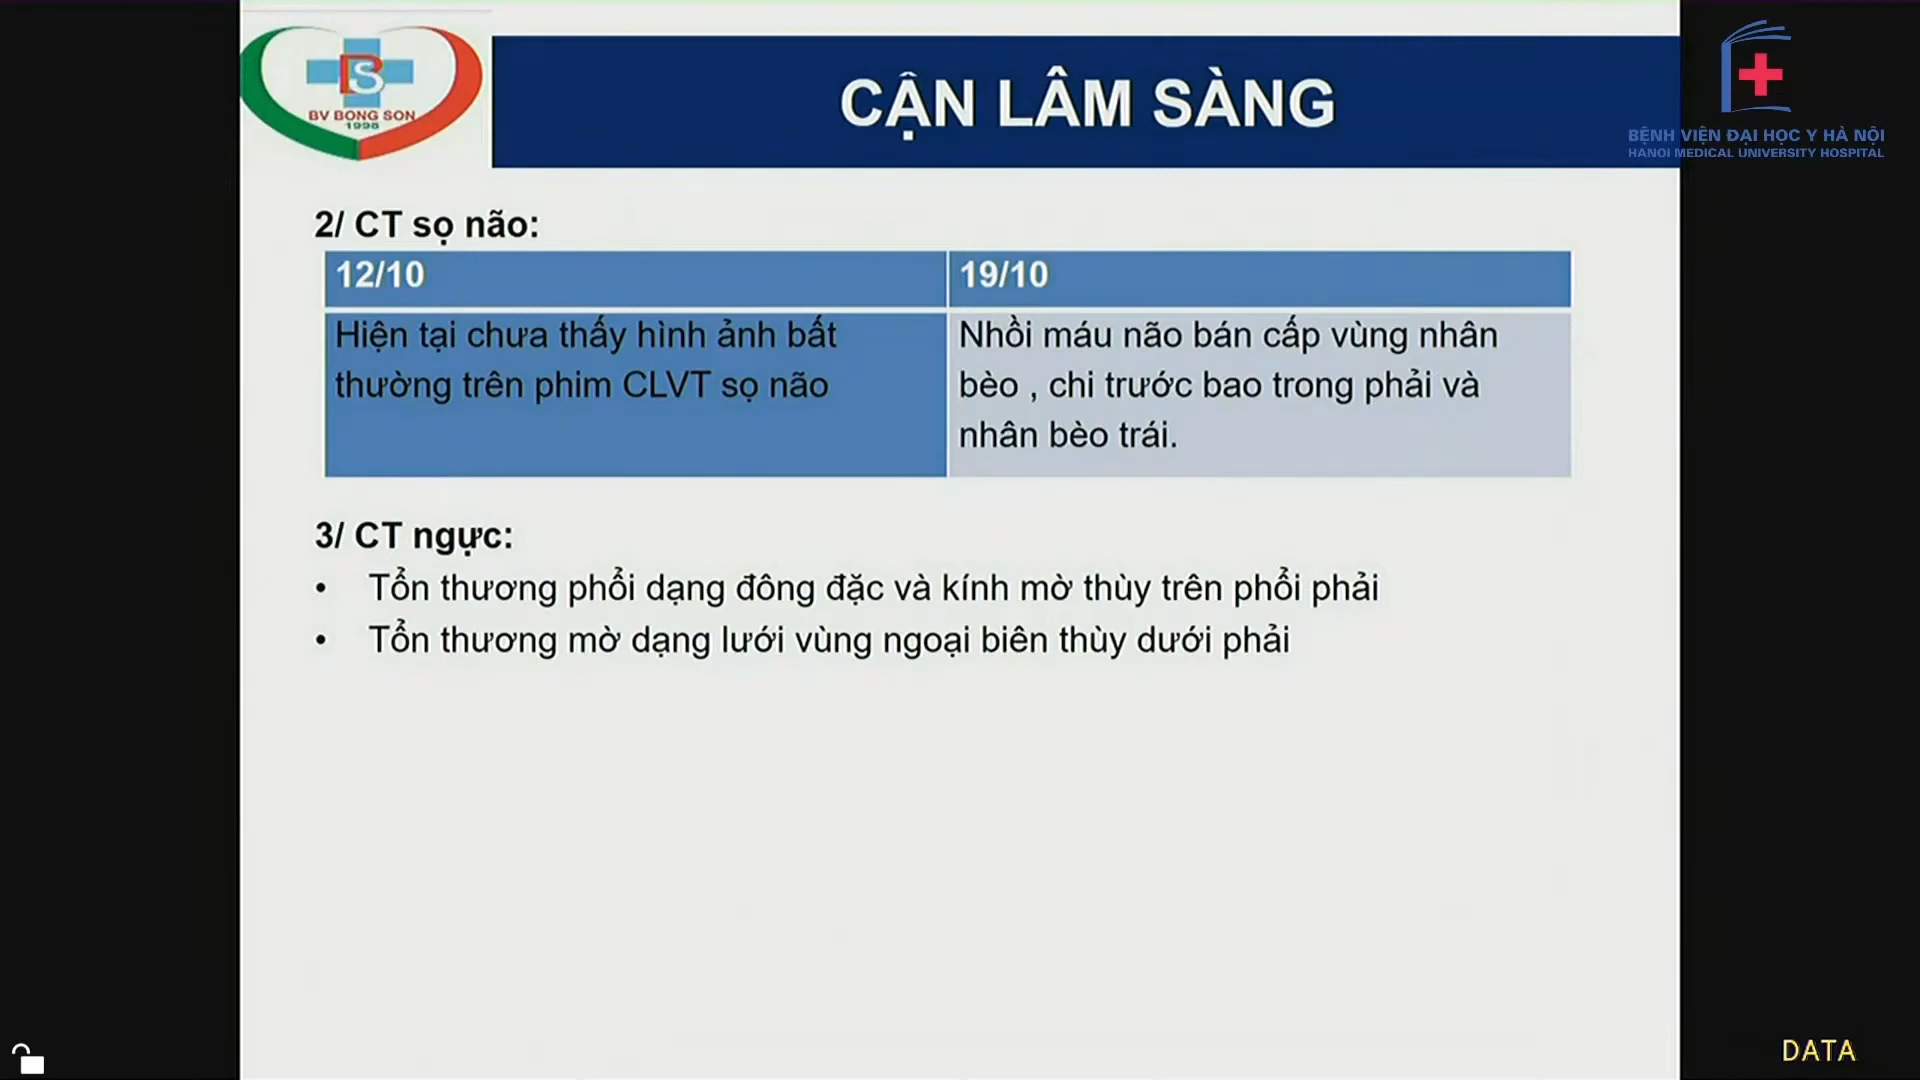 BS
BV BONG SON
1998
CẬN LÂM SÀNG
BỆNH VIỆN ĐẠI HỌC Y HÀ NỘI
HANOI MEDICAL UNIVERSITY HOSPITAL
2/ CT sọ não:
12/10
19/10
Hiện tại chưa thấy hình ảnh bất
thường trên phim CLVT sọ não
Nhồi máu não bán cấp vùng nhân
bèo , chi trước bao trong phải và
nhân bèo trái.
3/ CT ngực:
• Tổn thương phổi dạng đông đặc và kính mờ thùy trên phổi phải
• Tổn thương mờ dạng lưới vùng ngoại biên thùy dưới phải
DATA